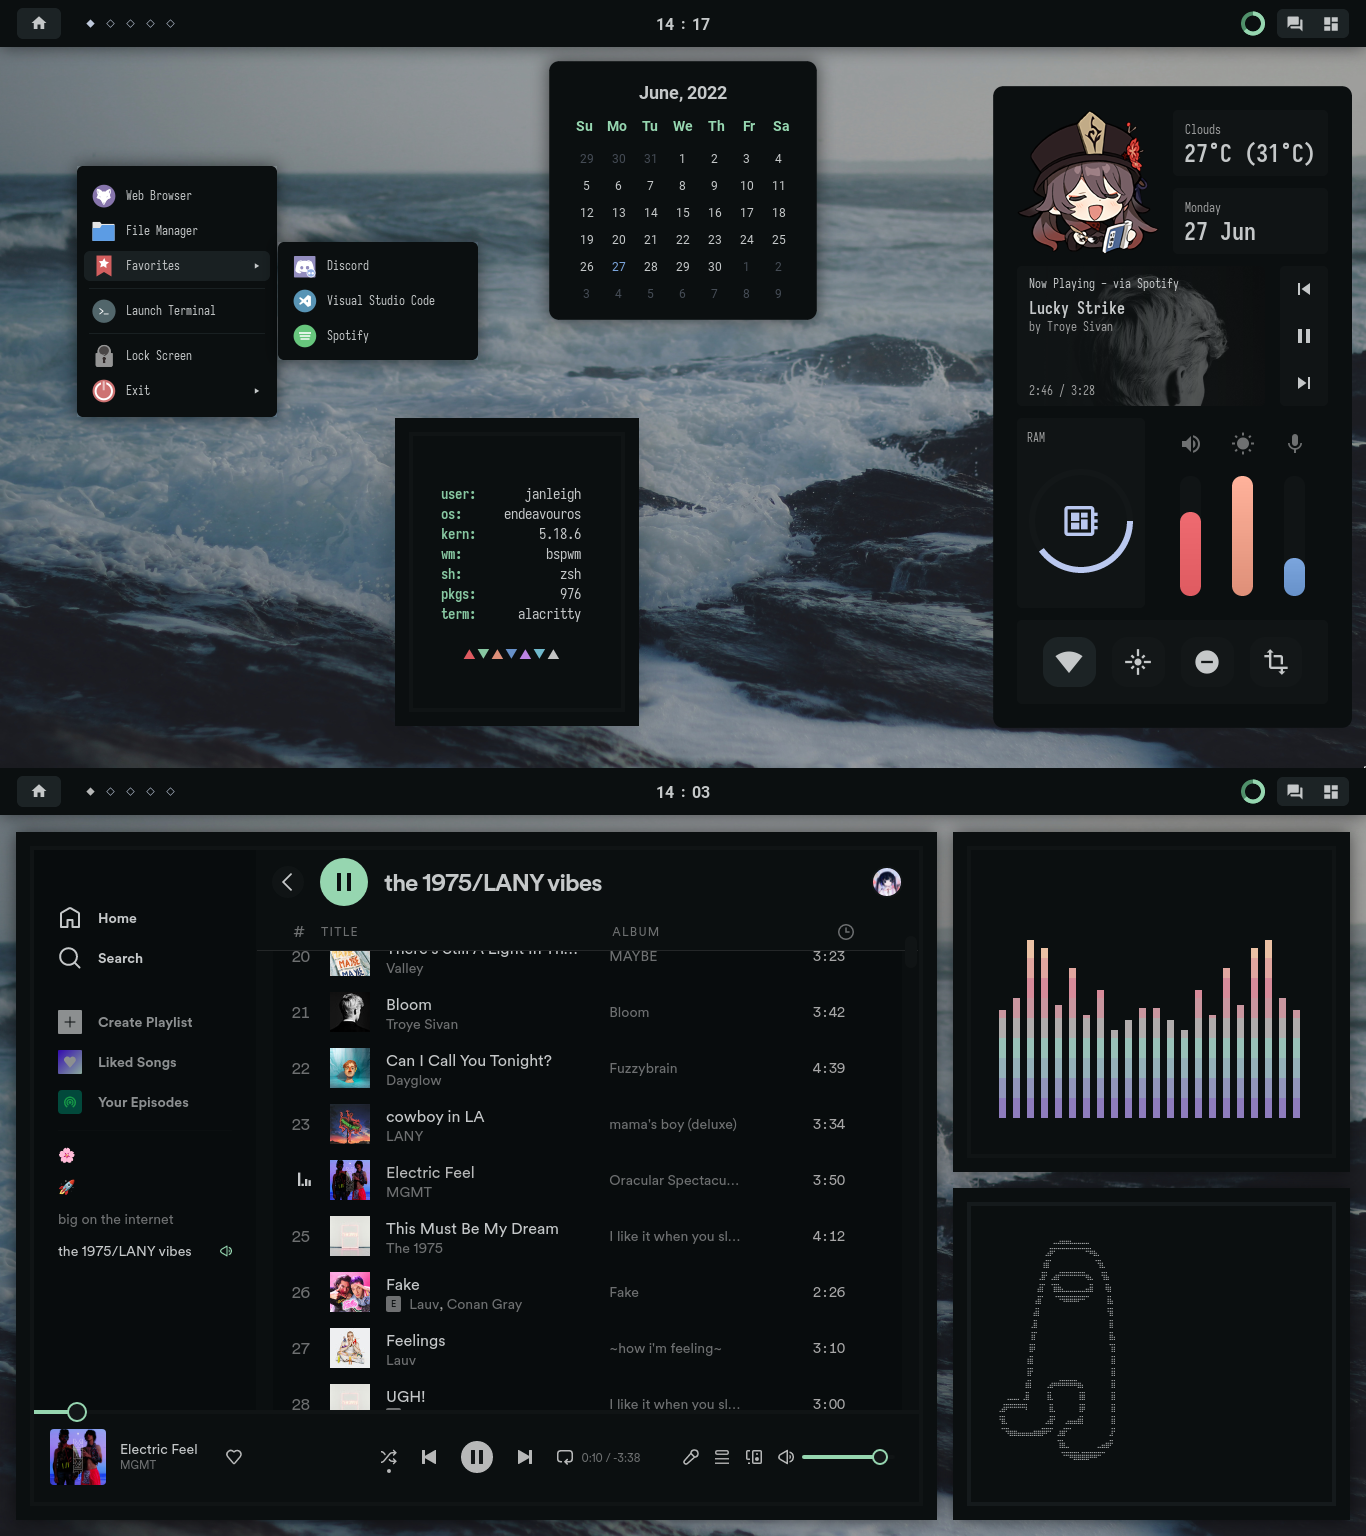 14 : 17
June, 2022
Su Mo Tu We Th Fr Sa
29 30 31 1 2 3 4
5 6 7 8 9 10 11
12 13 14 15 16 17 18
19 20 21 22 23 24 25
26 27 28 29 30 1 2
3 4 5 6 7 8 9
Web Browser
File Manager
Favorites
Launch Terminal
Lock Screen
Exit
Discord
Visual Studio Code
Spotify
user: janleigh
os: endeavouros
kern: 5.18.6
wm: bspwm
sh: zsh
pkgs: 976
term: alacritty
Clouds
27°C (31°C)
Monday
27 Jun
Now Playing - via Spotify
Lucky Strike
by Troye Sivan
2:46 / 3:28
RAM
14 : 03
Home
Search
Create Playlist
Liked Songs
Your Episodes
🌸
🚀
big on the internet
the 1975/LANY vibes
the 1975/LANY vibes
# TITLE ALBUM
20 There's Still A Light In Th... MAYBE 3:23
Valley
21 Bloom Bloom 3:42
Troye Sivan
22 Can I Call You Tonight? Fuzzybrain 4:39
Dayglow
23 cowboy in LA mama's boy (deluxe) 3:34
LANY
Electric Feel Oracular Spectacu... 3:50
MGMT
25 This Must Be My Dream I like it when you sl... 4:12
The 1975
26 Fake Fake 2:26
E Lauv, Conan Gray
27 Feelings ~how i'm feeling~ 3:10
Lauv
28 UGH! I like it when you sl... 3:00
Electric Feel
MGMT
0:10 / -3:38